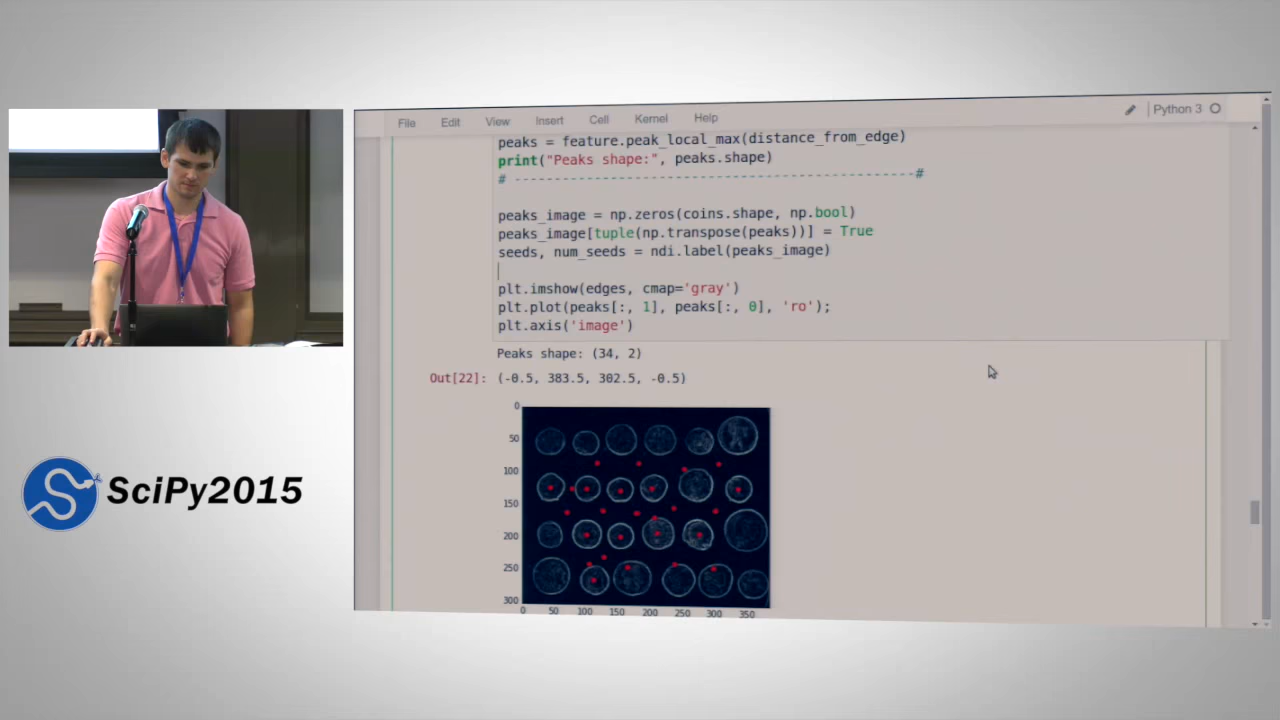 File Edit View Insert Cell Kernel Help Python 3
peaks = feature.peak_local_max(distance_from_edge)
print("Peaks shape:", peaks.shape)
# -------------------------------------------------#
peaks_image = np.zeros(coins.shape, np.bool)
peaks_image[tuple(np.transpose(peaks))] = True
seeds, num_seeds = ndi.label(peaks_image)
plt.imshow(edges, cmap='gray')
plt.plot(peaks[:, 1], peaks[:, 0], 'ro');
plt.axis('image')
Peaks shape: (34, 2)
Out[22]: (-0.5, 383.5, 302.5, -0.5)
0
50
100
150
200
250
300
0 50 100 150 200 250 300 350
SciPy2015